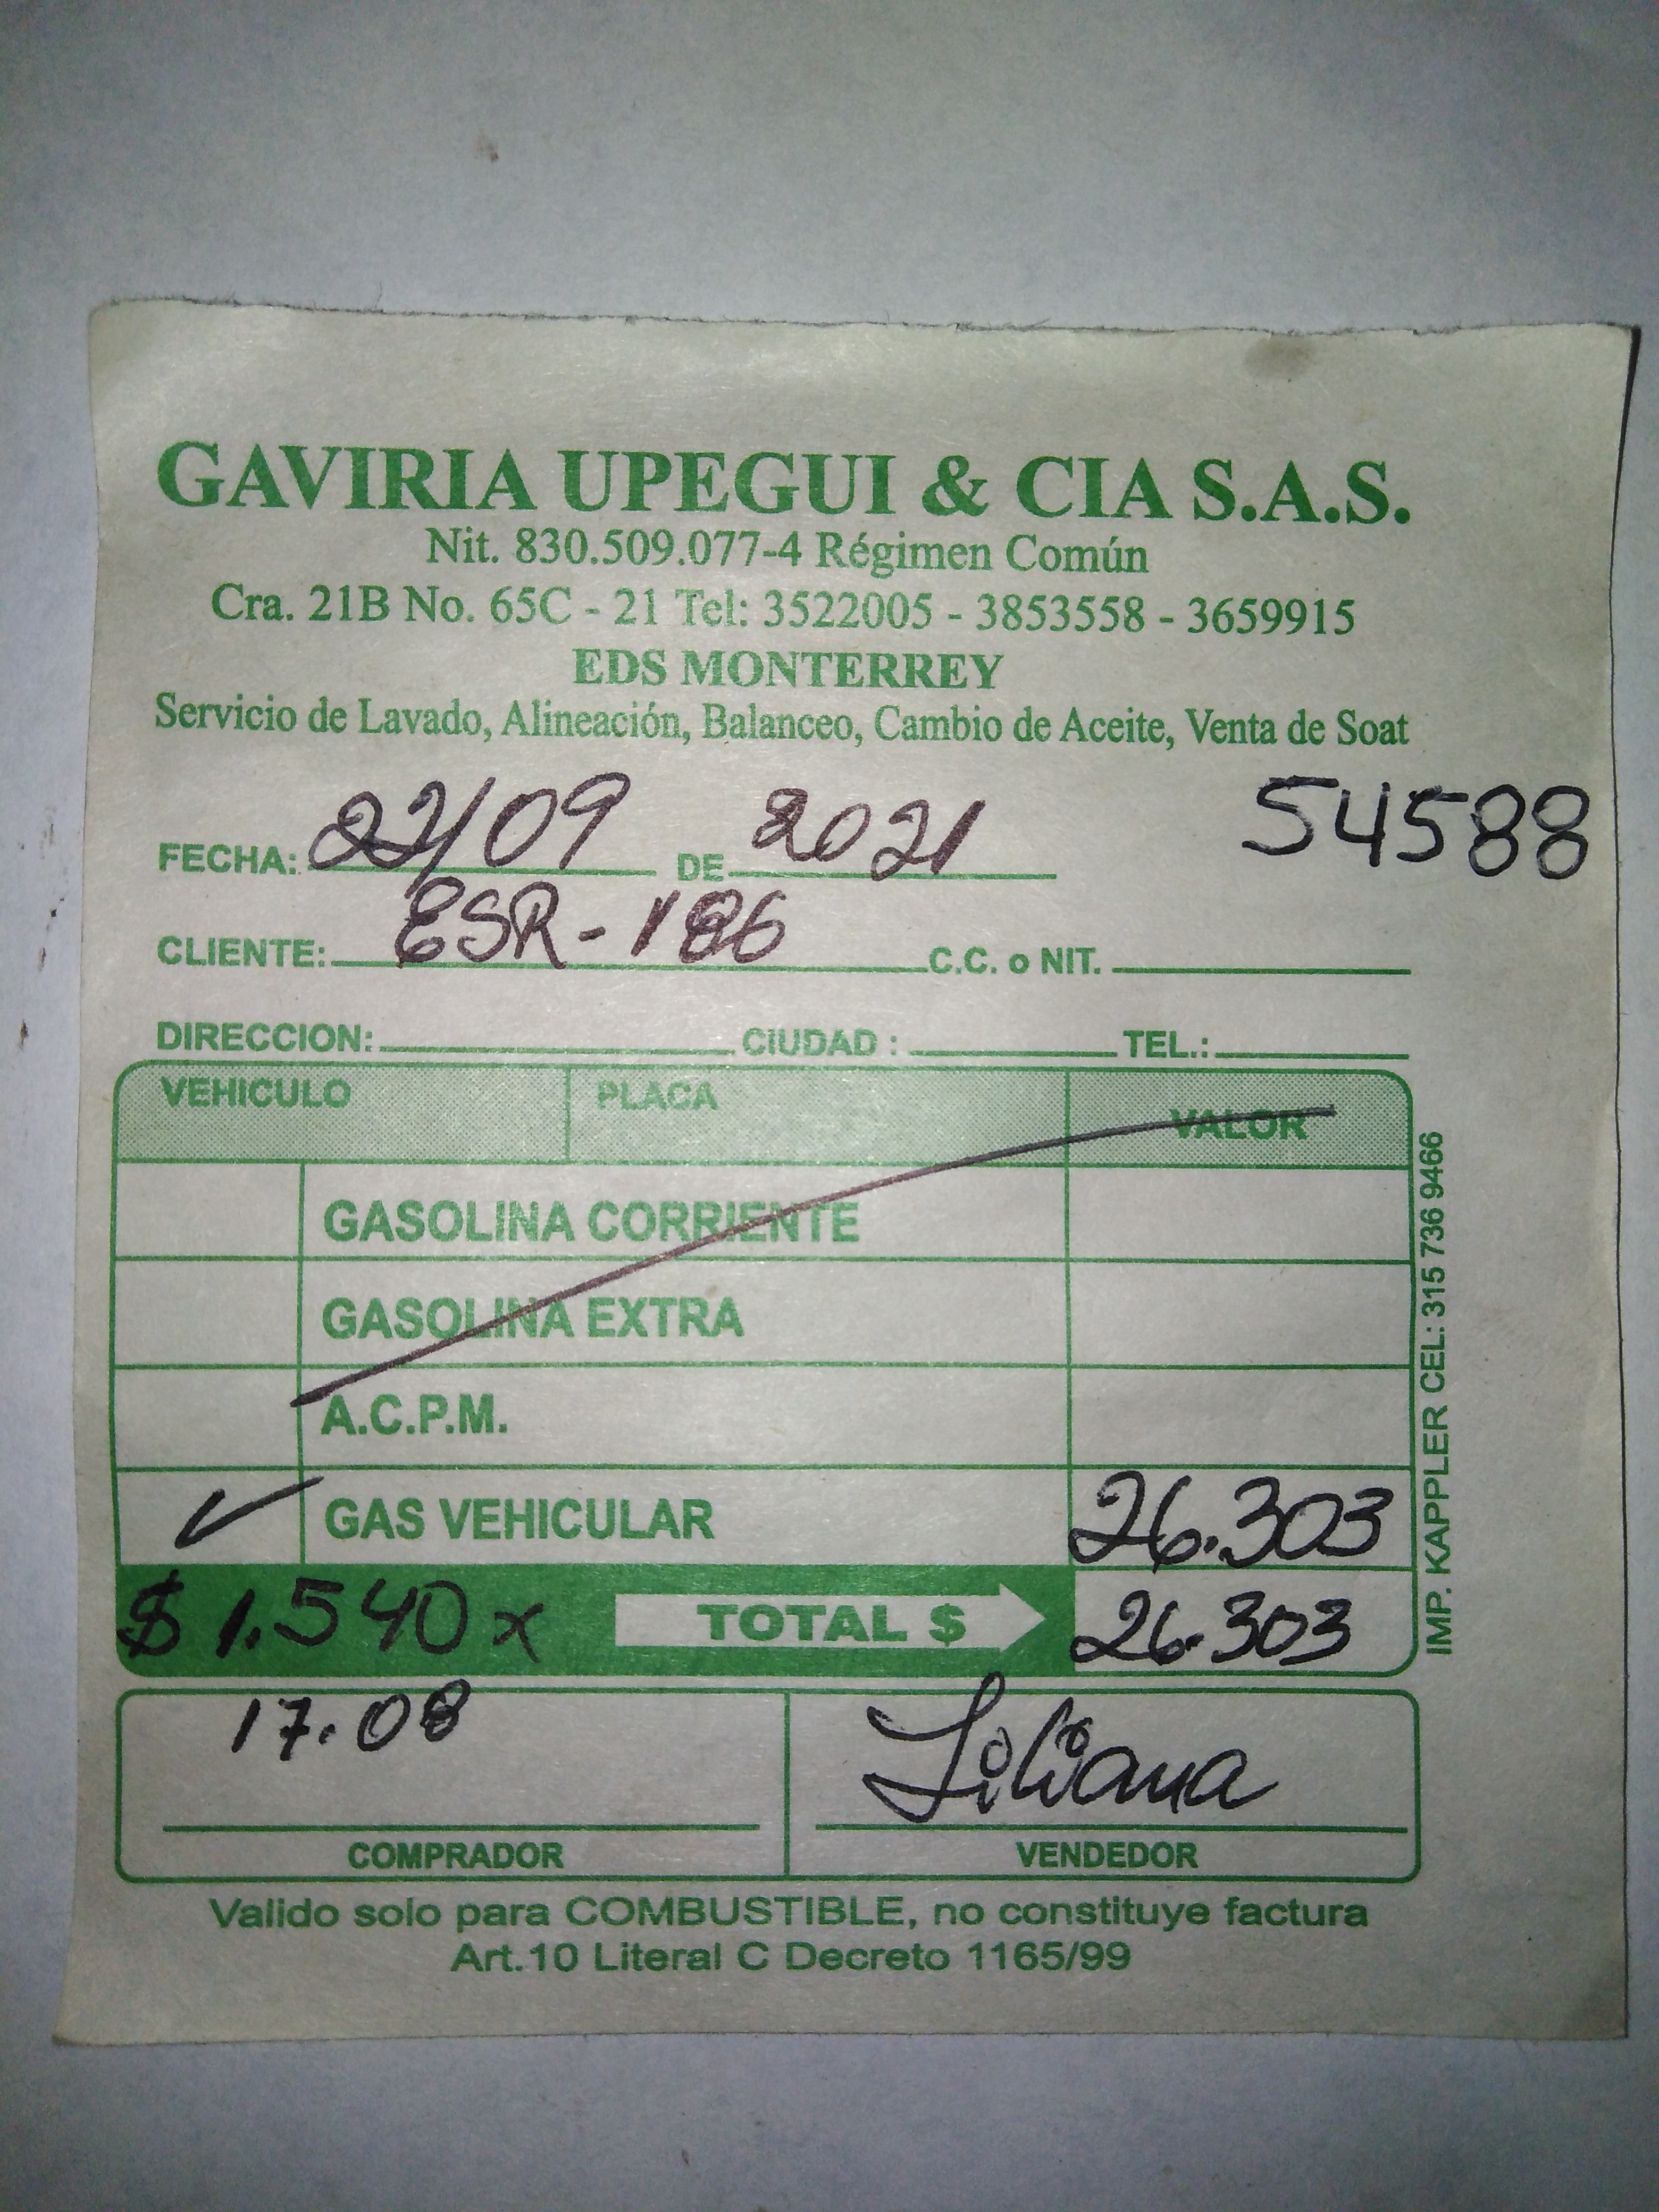 GAVIRIA UPEGUI & CIA S.A.S.
Nit. 830.509.077-4 Régimen Común
Cra. 21B No. 65C - 21 Tel: 3522005 - 3853558 - 3659915
EDS MONTERREY
Servicio de Lavado, Alineación, Balanceo, Cambio de Aceite, Venta de Soat
54588
FECHA: 22/09 DE 2021
CLIENTE: ESR-186 C.C. o NIT.
DIRECCION: CIUDAD : TEL.:
VEHICULO PLACA VALOR
GASOLINA CORRIENTE
GASOLINA EXTRA
A.C.P.M.
✓ GAS VEHICULAR 26.303
$ 1.540 x TOTAL $ 26.303
17.08 Liliana
COMPRADOR VENDEDOR
Valido solo para COMBUSTIBLE, no constituye factura
Art.10 Literal C Decreto 1165/99
IMP. KAPPLER CEL: 315 736 9466